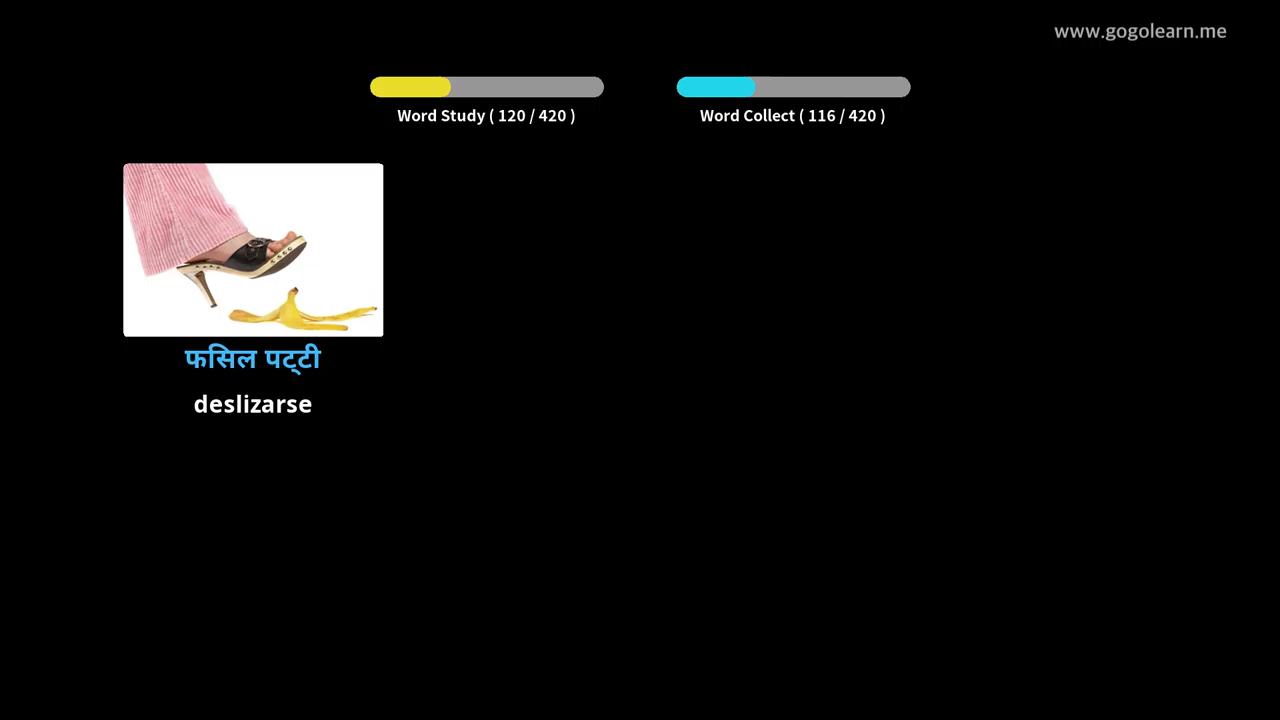 www.gogolearn.me
Word Study ( 120 / 420 )
Word Collect ( 116 / 420 )
फसिल पट्टी
deslizarse